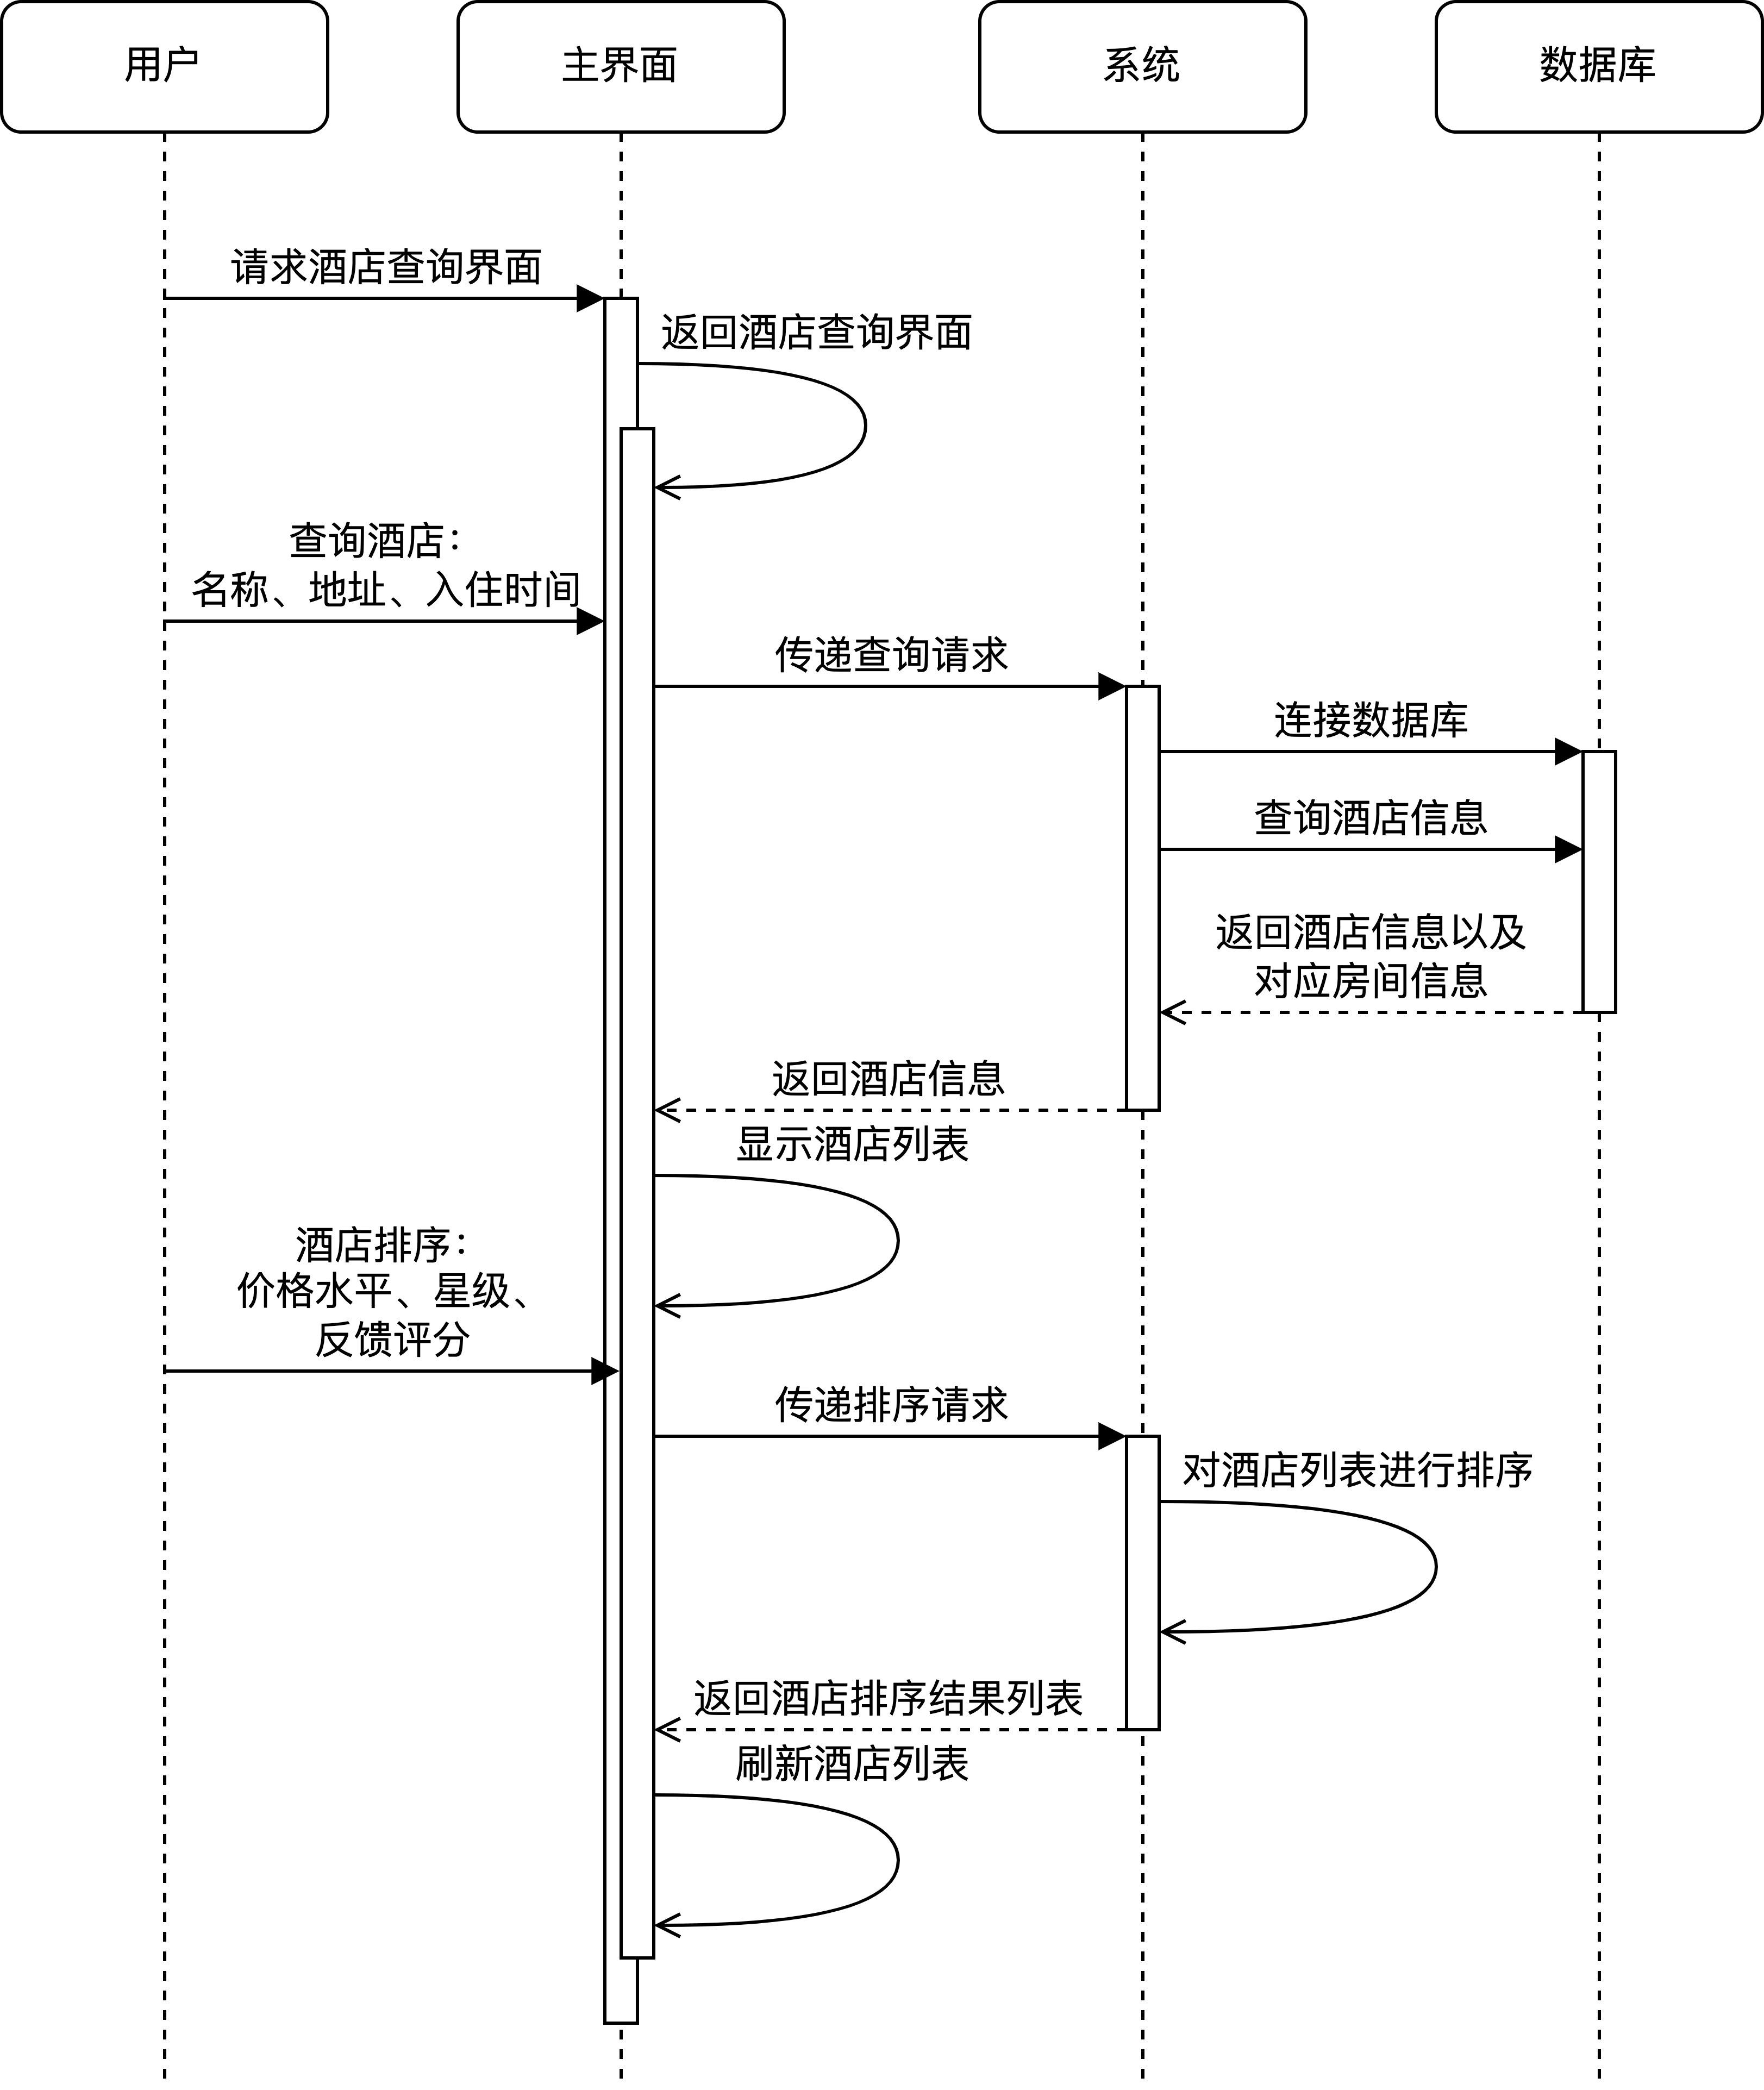 用户
主界面
系统
数据库
请求酒店查询界面
返回酒店查询界面
查询酒店：
名称、地址、入住时间
传递查询请求
连接数据库
查询酒店信息
返回酒店信息以及
对应房间信息
返回酒店信息
显示酒店列表
酒店排序：
价格水平、星级、
反馈评分
传递排序请求
对酒店列表进行排序
返回酒店排序结果列表
刷新酒店列表